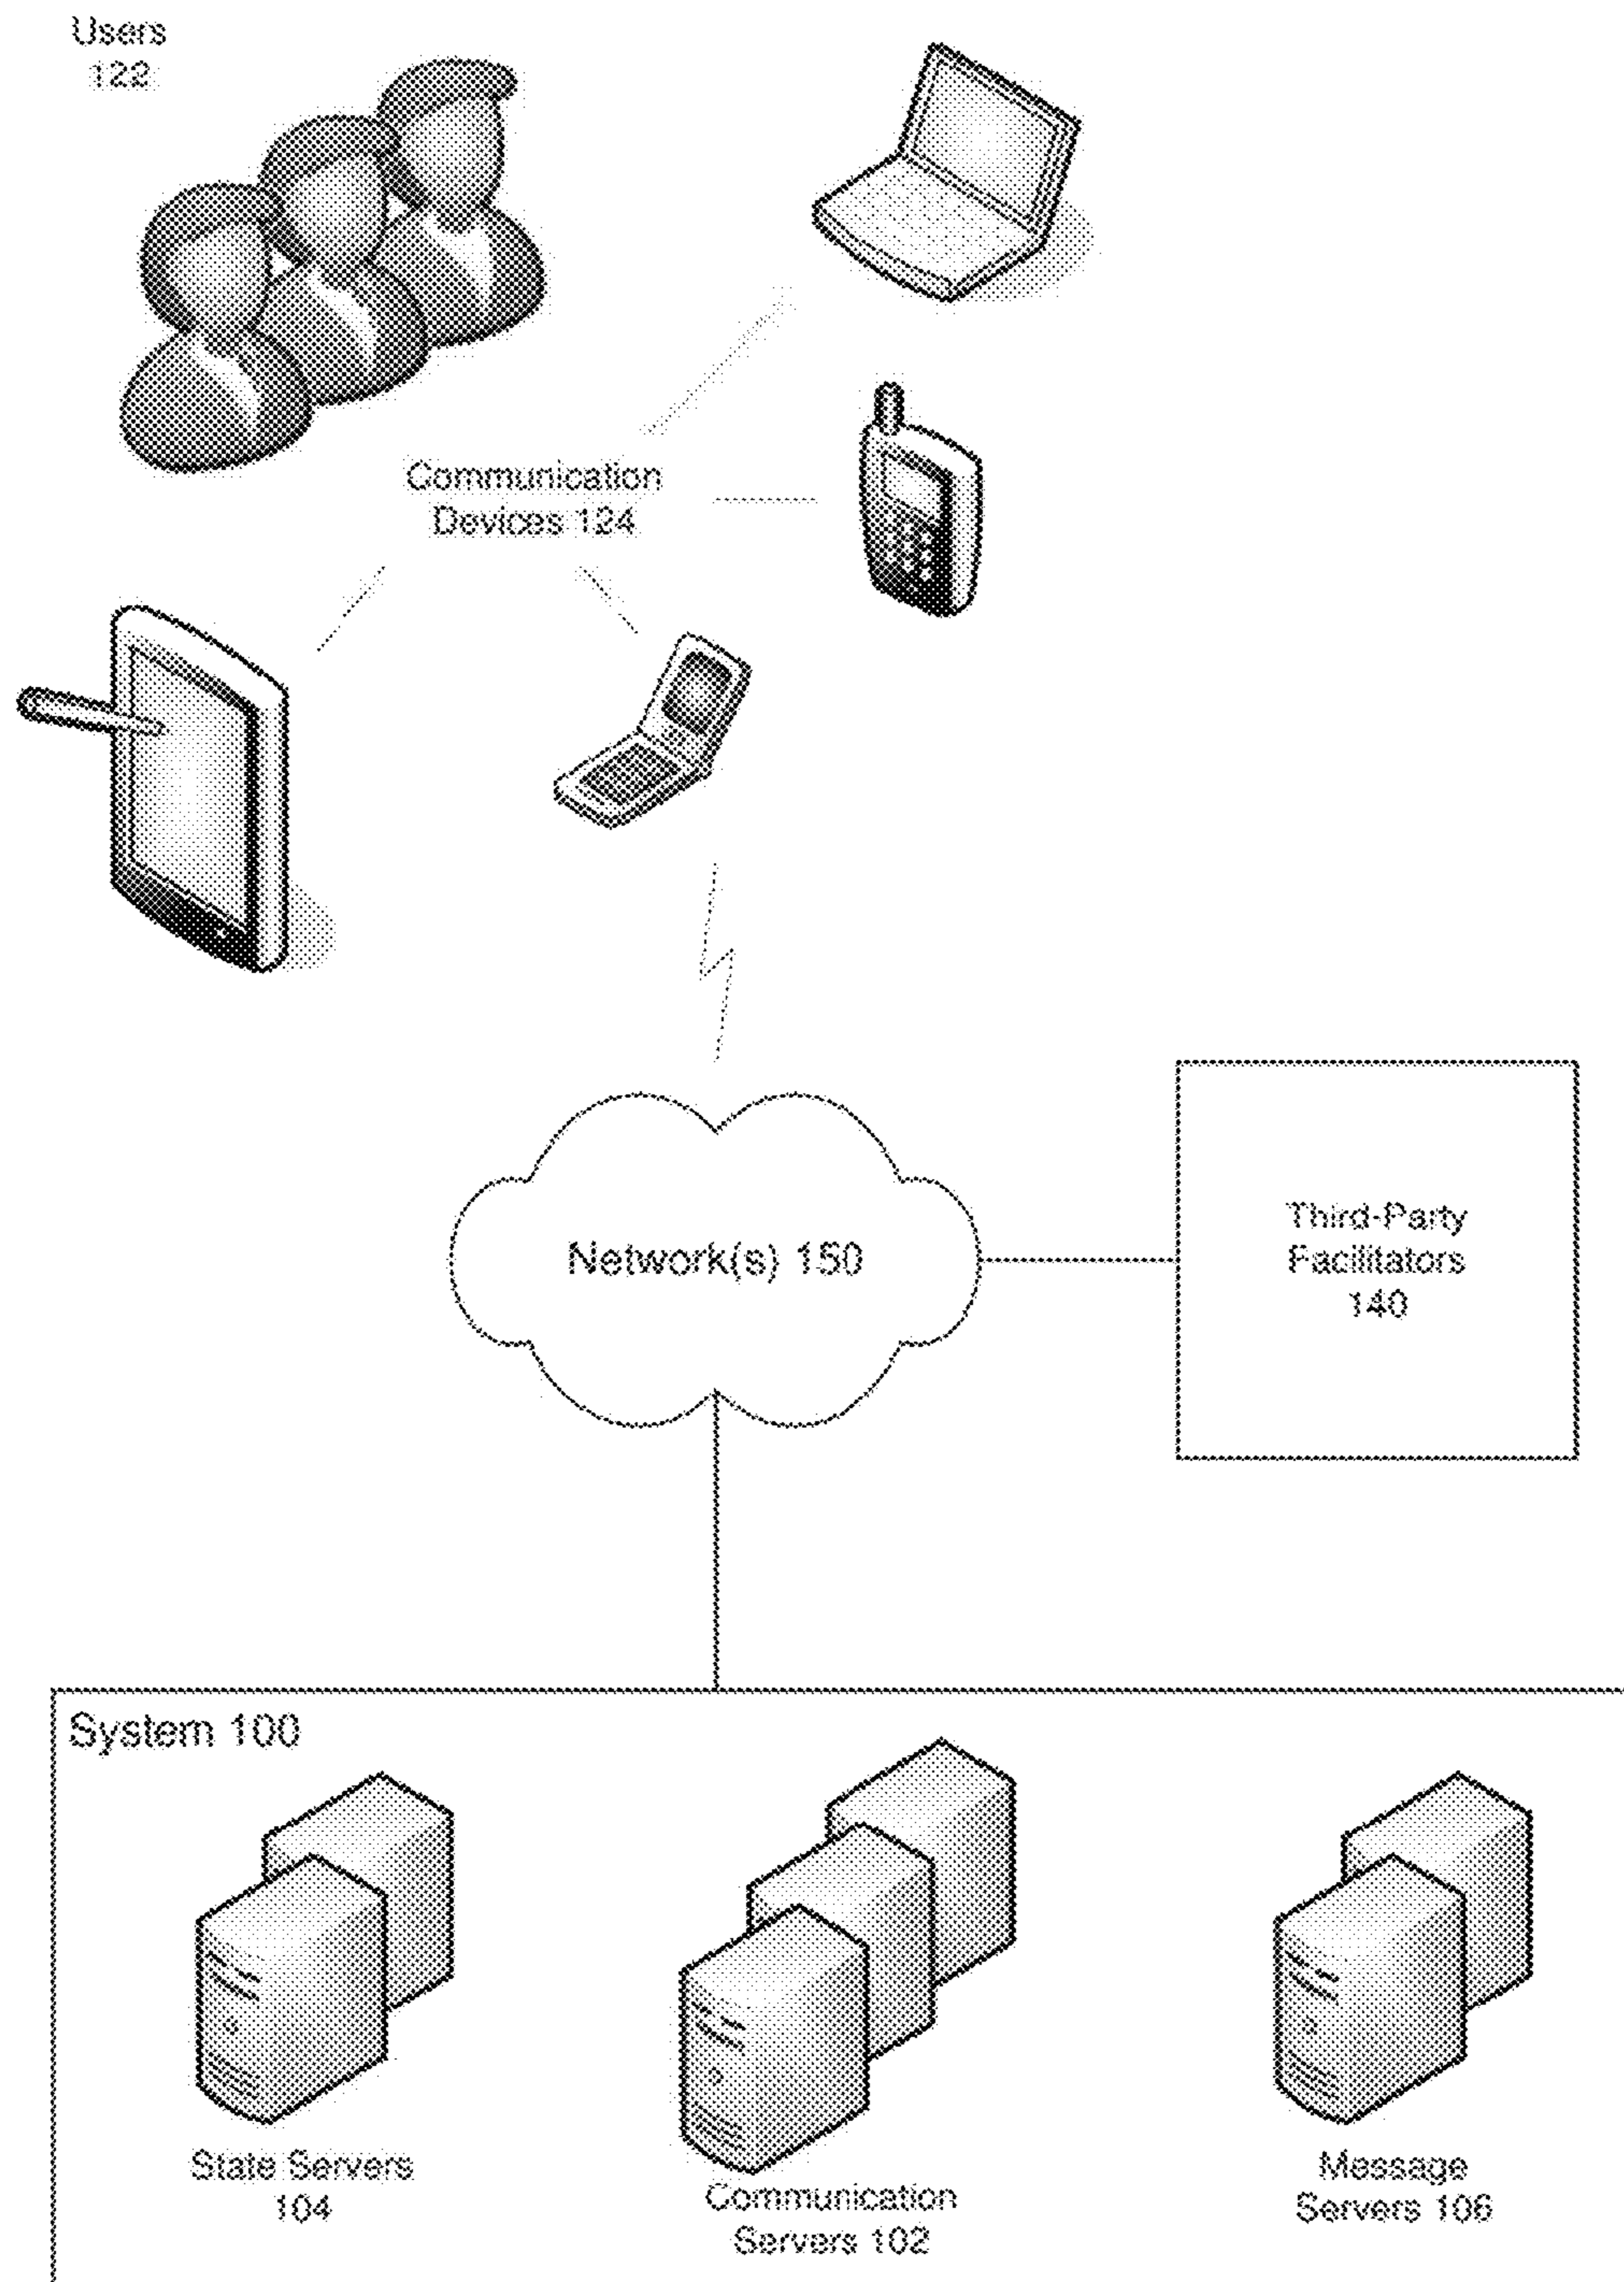 Users
122
Communication
Devices 124
Network(s) 150
Third-Party
Facilitators
140
System 100
State Servers
104
Communication
Servers 102
Message
Servers 106